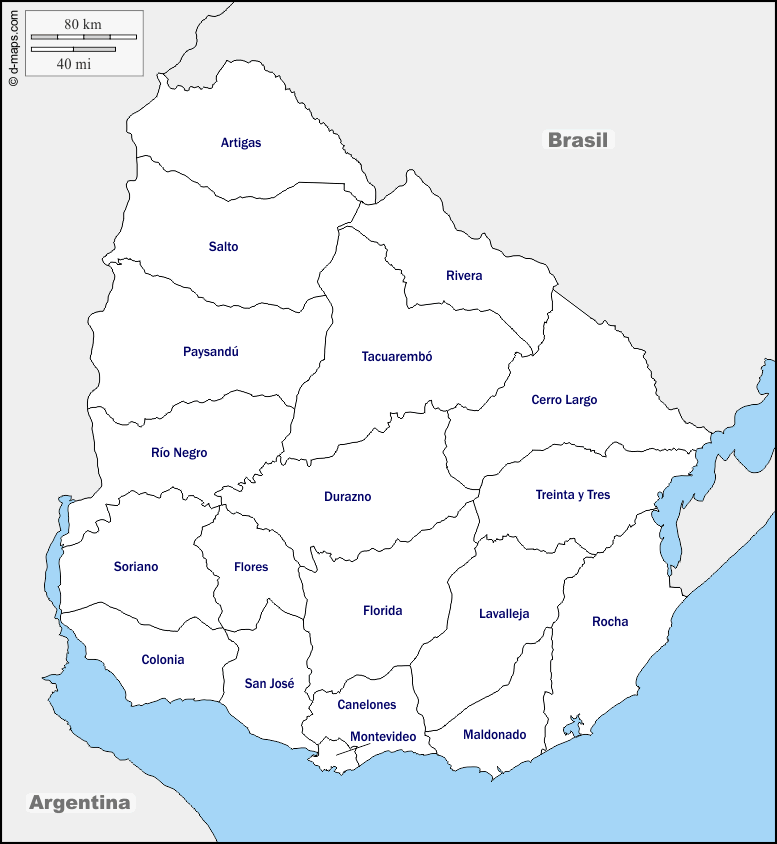 80 km
40 mi
© d-maps.com
Brasil
Artigas
Salto
Rivera
Paysandú
Tacuarembó
Cerro Largo
Río Negro
Durazno
Treinta y Tres
Soriano
Flores
Florida
Lavalleja
Rocha
Colonia
San José
Canelones
Montevideo
Maldonado
Argentina